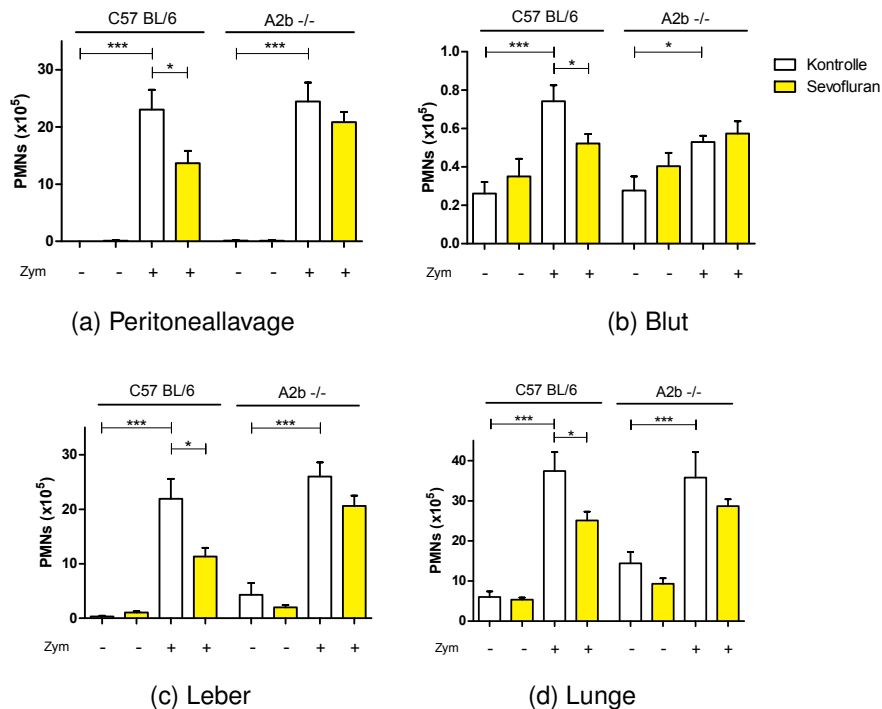 C57 BL/6 A2b -/-
*** * ***
PMNs (x10⁵)
30
20
10
0
Zym - - + + - - + +
(a) Peritoneallavage
C57 BL/6 A2b -/-
*** * *
PMNs (x10⁵)
1.0
0.8
0.6
0.4
0.2
0.0
- - + + - - + +
Kontrolle
Sevofluran
(b) Blut
C57 BL/6 A2b -/-
*** * ***
PMNs (x10⁵)
30
20
10
0
Zym - - + + - - + +
(c) Leber
C57 BL/6 A2b -/-
*** * ***
PMNs (x10⁵)
40
30
20
10
0
- - + + - - + +
(d) Lunge